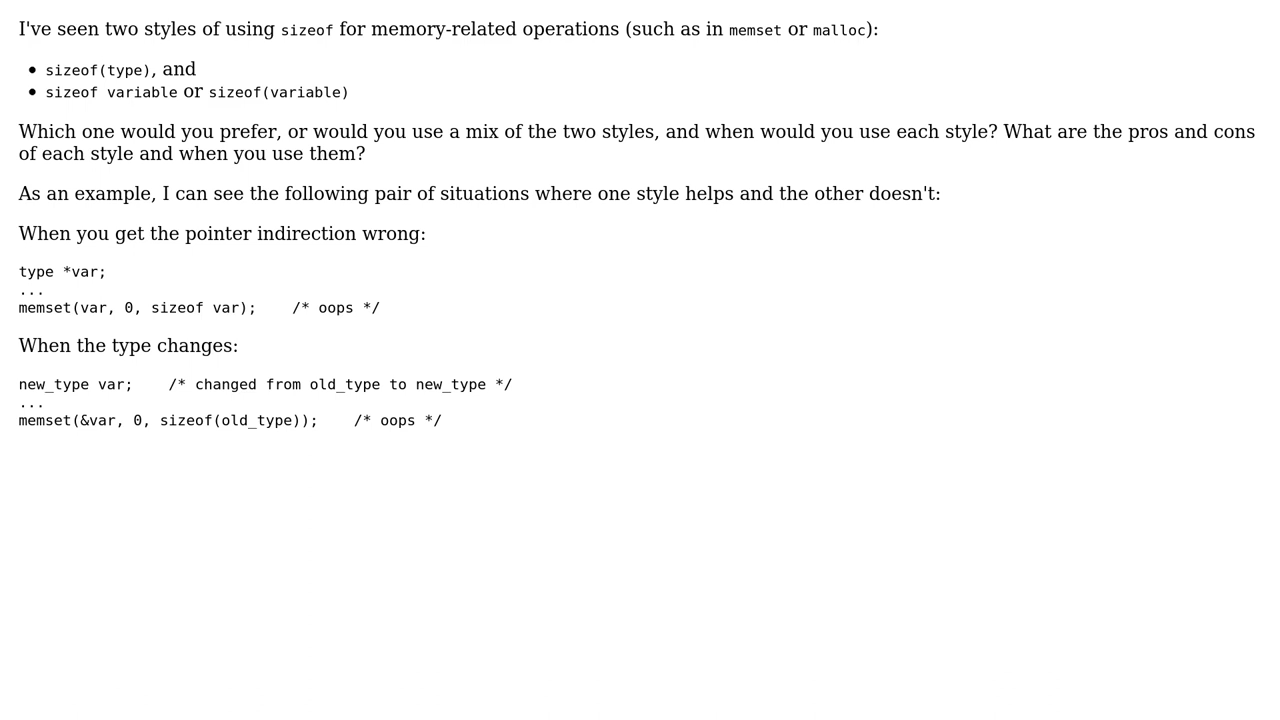 I've seen two styles of using sizeof for memory-related operations (such as in memset or malloc):
• sizeof(type), and
• sizeof variable or sizeof(variable)
Which one would you prefer, or would you use a mix of the two styles, and when would you use each style? What are the pros and cons
of each style and when you use them?
As an example, I can see the following pair of situations where one style helps and the other doesn't:
When you get the pointer indirection wrong:
type *var;
...
memset(var, 0, sizeof var);    /* oops */
When the type changes:
new_type var;    /* changed from old_type to new_type */
...
memset(&var, 0, sizeof(old_type));    /* oops */